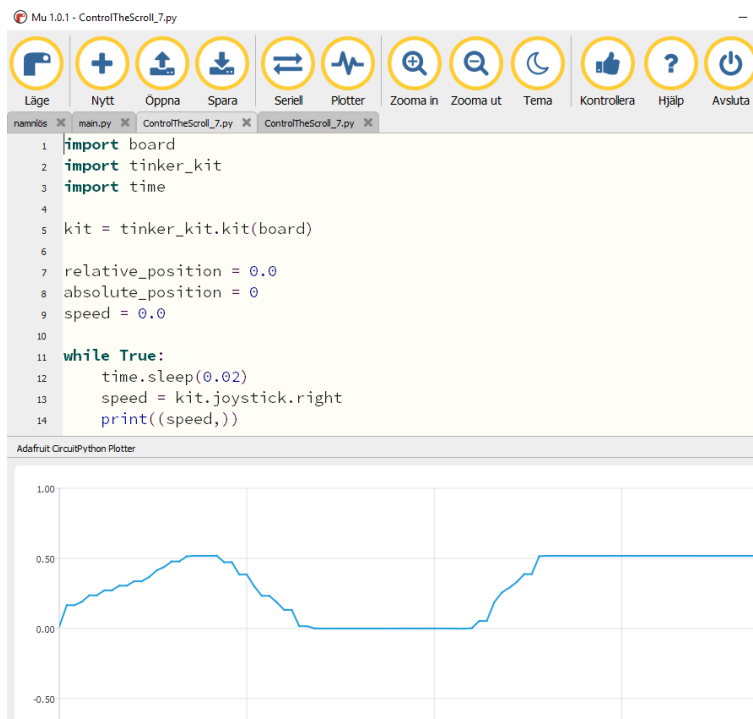 Mu 1.0.1 - ControlTheScroll_7.py
Läge Nytt Öppna Spara Seriell Plotter Zooma in Zooma ut Tema Kontrollera Hjälp Avsluta
namnlös main.py ControlTheScroll_7.py ControlTheScroll_7.py
1 import board
2 import tinker_kit
3 import time
4
5 kit = tinker_kit.kit(board)
6
7 relative_position = 0.0
8 absolute_position = 0
9 speed = 0.0
10
11 while True:
12     time.sleep(0.02)
13     speed = kit.joystick.right
14     print((speed,))
Adafruit CircuitPython Plotter
1.00
0.50
0.00
-0.50